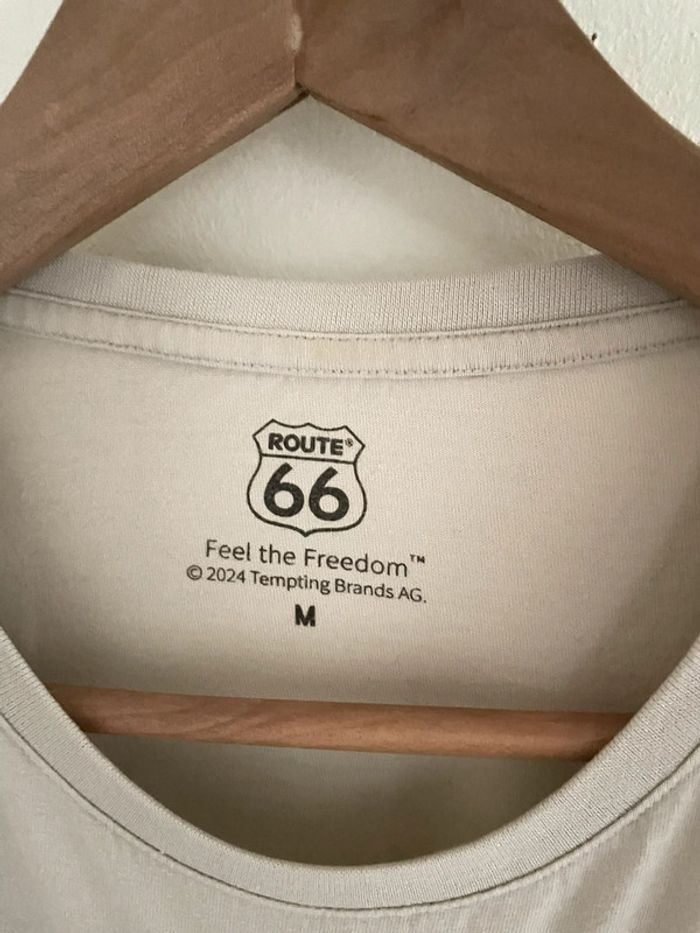 ROUTE®
66
Feel the Freedom™
© 2024 Tempting Brands AG.
M